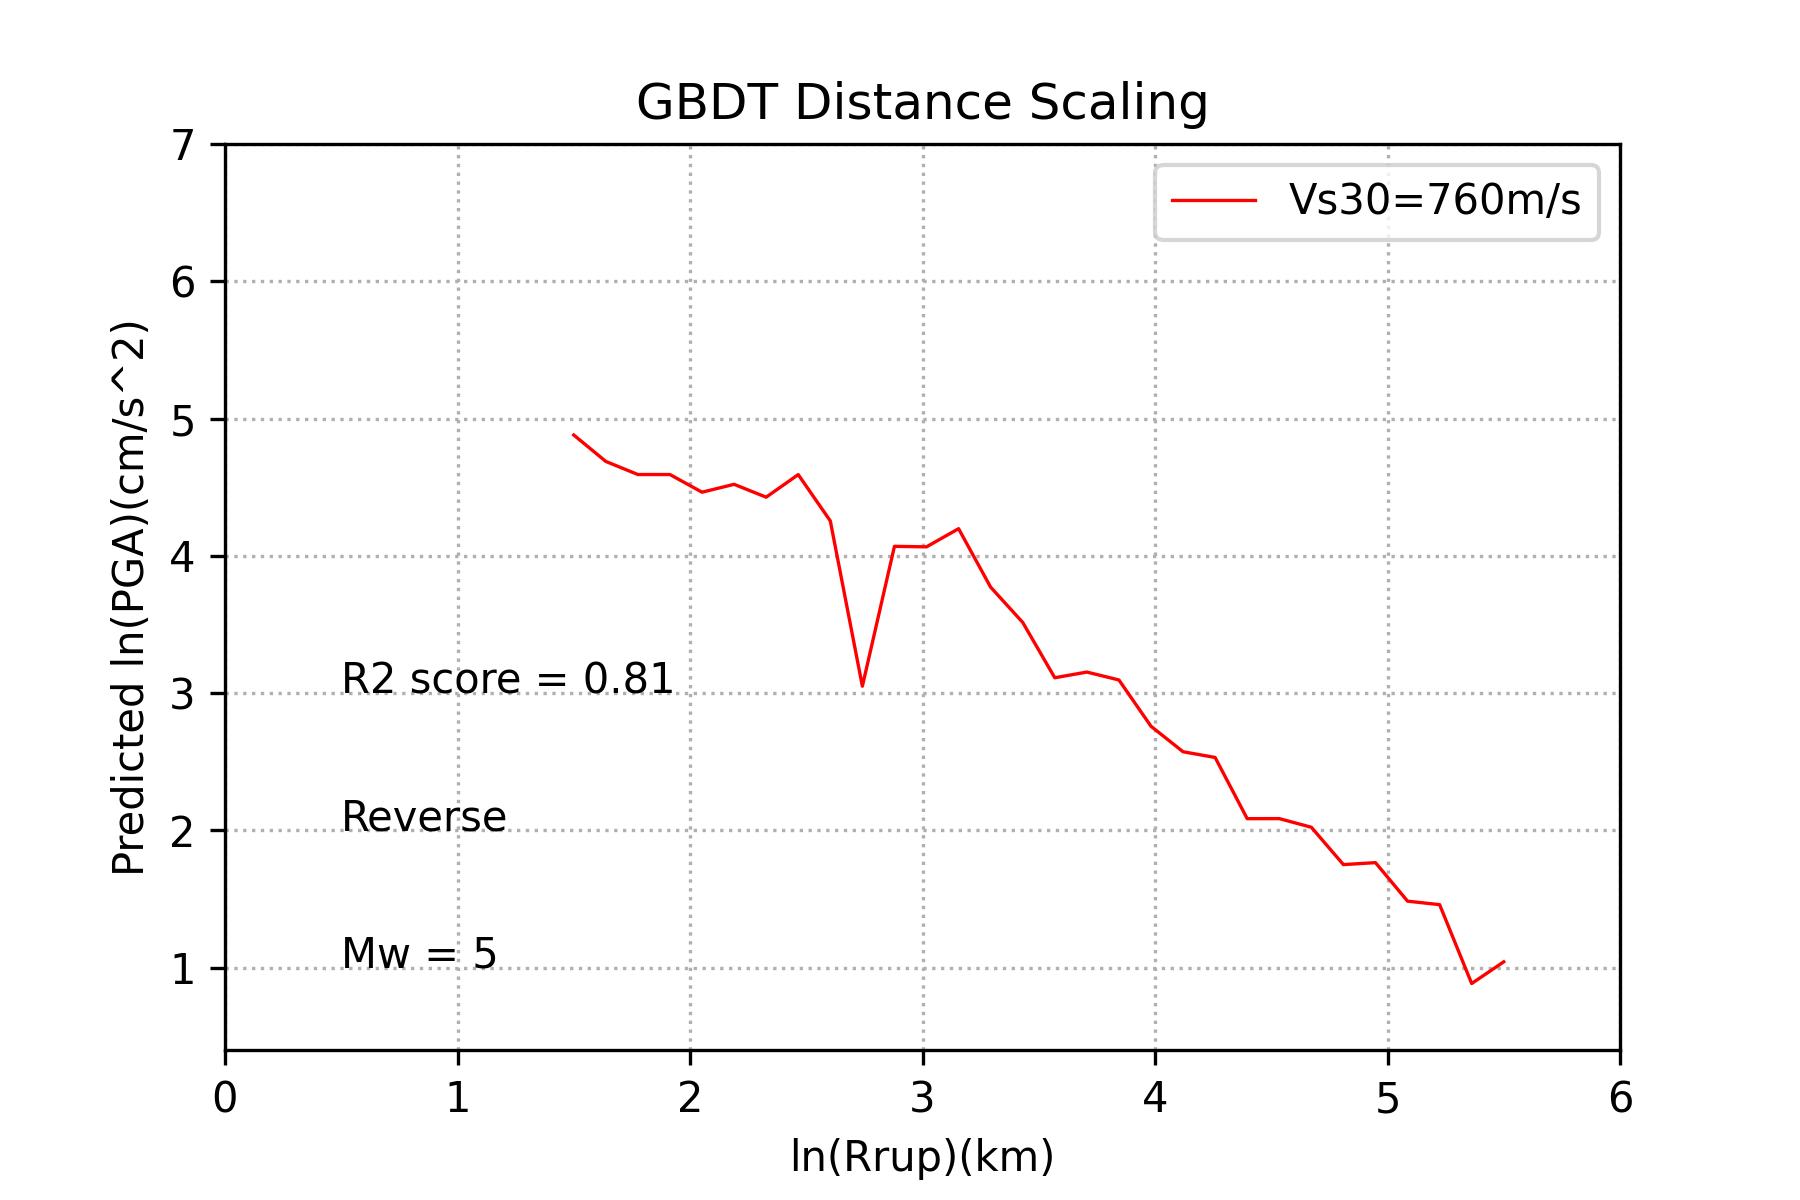 GBDT Distance Scaling
7
6
5
4
3
2
1
Predicted ln(PGA)(cm/s^2)
Vs30=760m/s
R2 score = 0.81
Reverse
Mw = 5
0 1 2 3 4 5 6
ln(Rrup)(km)